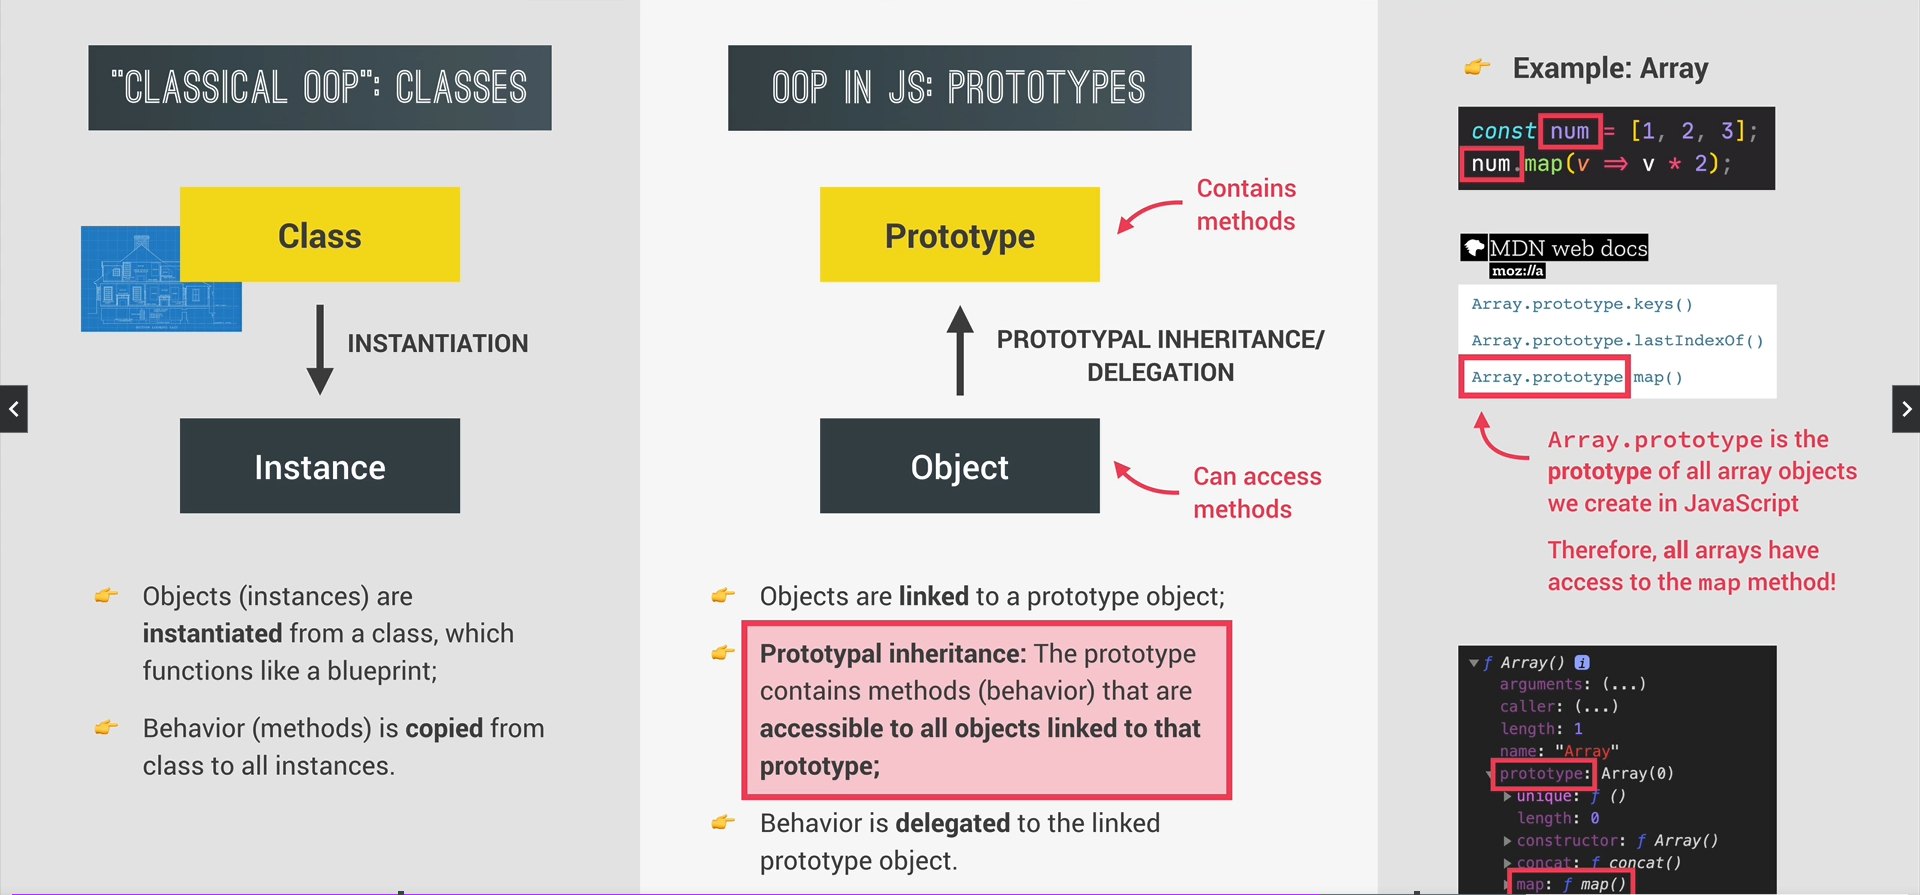 "CLASSICAL OOP": CLASSES
Class
INSTANTIATION
Instance
Objects (instances) are
instantiated from a class, which
functions like a blueprint;
Behavior (methods) is copied from
class to all instances.
OOP IN JS: PROTOTYPES
Prototype
Contains
methods
PROTOTYPAL INHERITANCE/
DELEGATION
Object
Can access
methods
Objects are linked to a prototype object;
Prototypal inheritance: The prototype
contains methods (behavior) that are
accessible to all objects linked to that
prototype;
Behavior is delegated to the linked
prototype object.
Example: Array
const num = [1, 2, 3];
num.map(v => v * 2);
MDN web docs
moz://a
Array.prototype.keys()
Array.prototype.lastIndexOf()
Array.prototype.map()
Array.prototype is the
prototype of all array objects
we create in JavaScript
Therefore, all arrays have
access to the map method!
ƒ Array() i
arguments: (...)
caller: (...)
length: 1
name: "Array"
prototype: Array(0)
unique: ƒ ()
length: 0
constructor: ƒ Array()
concat: ƒ concat()
map: ƒ map()